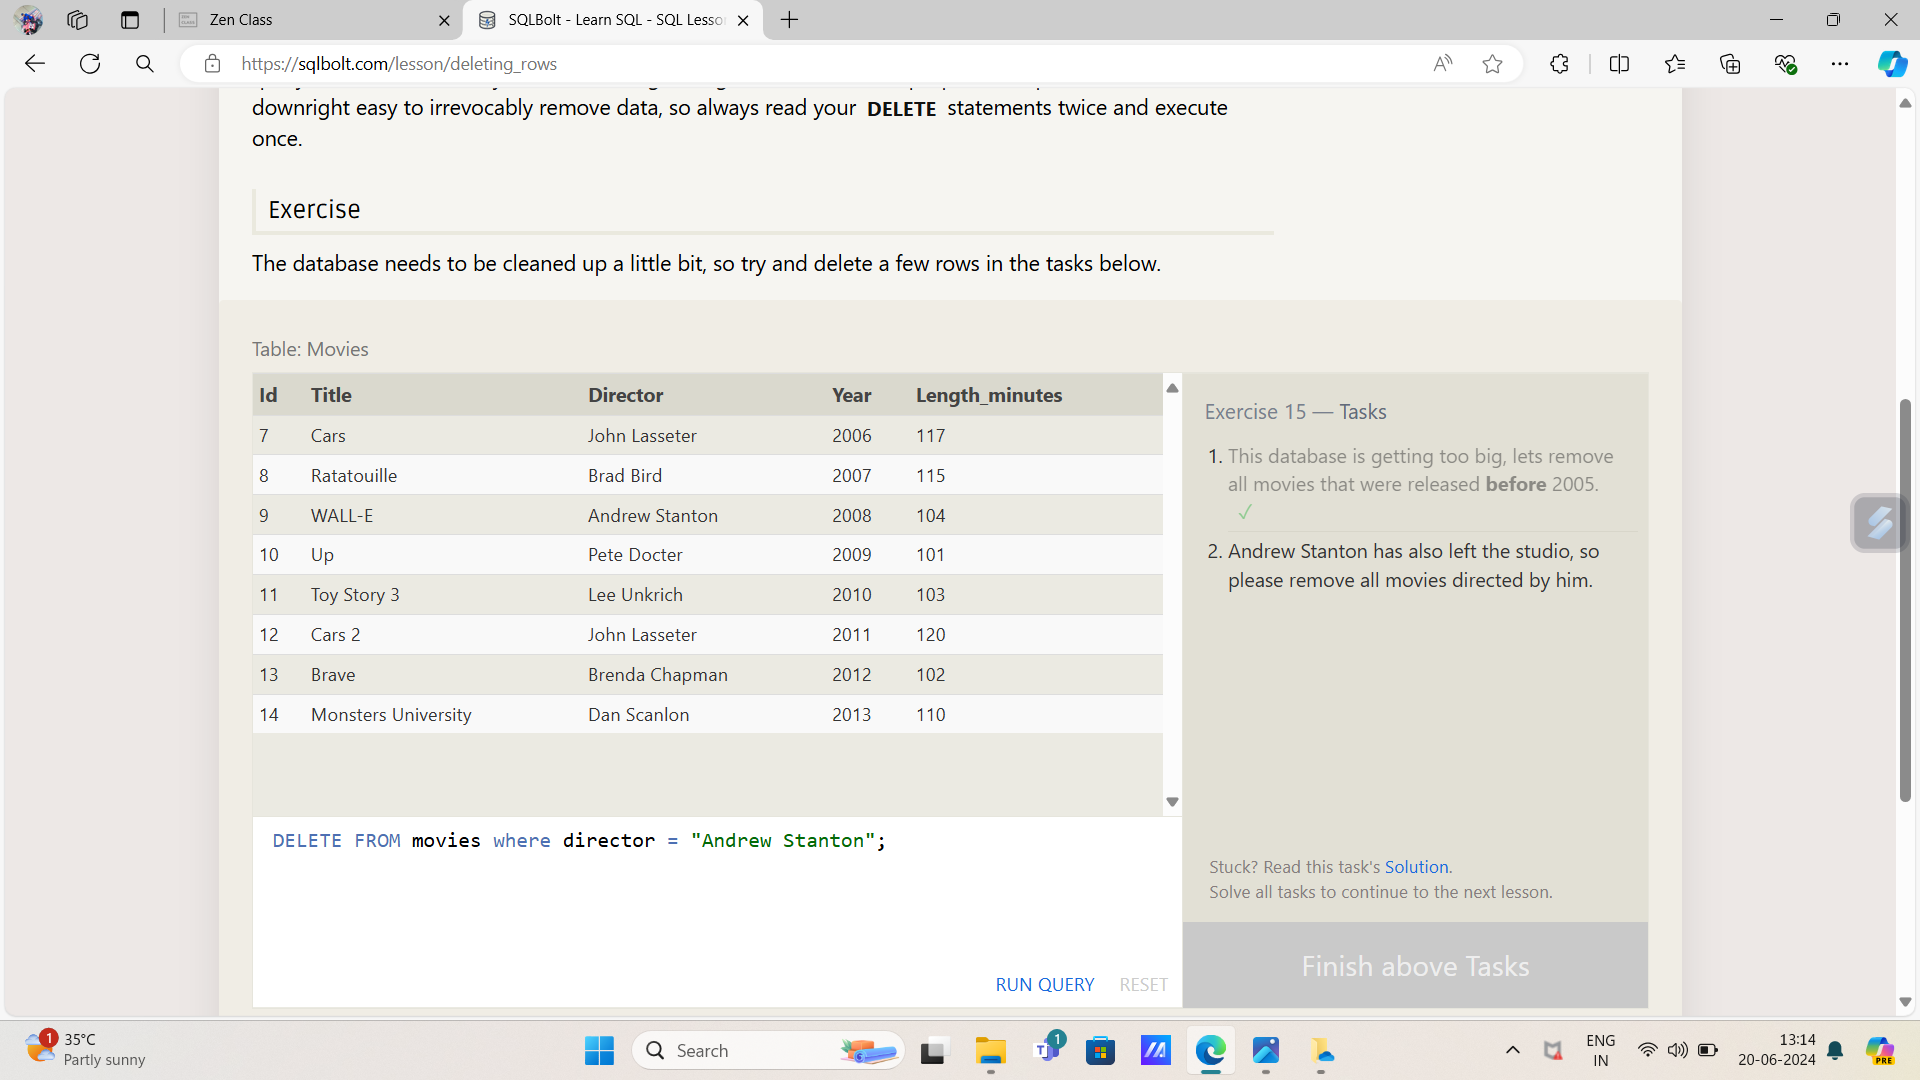 Zen Class
SQLBolt - Learn SQL - SQL Lesso
https://sqlbolt.com/lesson/deleting_rows
downright easy to irrevocably remove data, so always read your DELETE statements twice and execute
once.
Exercise
The database needs to be cleaned up a little bit, so try and delete a few rows in the tasks below.
Table: Movies
Id Title Director Year Length_minutes
7 Cars John Lasseter 2006 117
8 Ratatouille Brad Bird 2007 115
9 WALL-E Andrew Stanton 2008 104
10 Up Pete Docter 2009 101
11 Toy Story 3 Lee Unkrich 2010 103
12 Cars 2 John Lasseter 2011 120
13 Brave Brenda Chapman 2012 102
14 Monsters University Dan Scanlon 2013 110
DELETE FROM movies where director = "Andrew Stanton";
RUN QUERY RESET
Exercise 15 — Tasks
1. This database is getting too big, lets remove
all movies that were released before 2005.
✓
2. Andrew Stanton has also left the studio, so
please remove all movies directed by him.
Stuck? Read this task's Solution.
Solve all tasks to continue to the next lesson.
Finish above Tasks
1
35°C
Partly sunny
Search
1
ENG
IN
13:14
20-06-2024
PRE